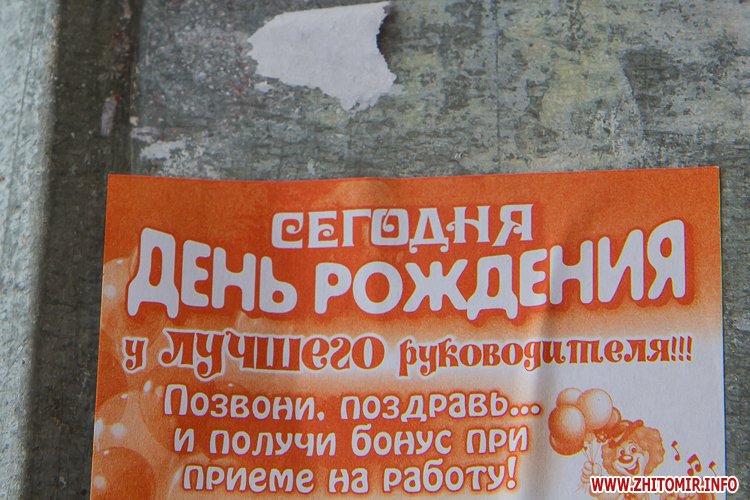 СЕГОДНЯ
ДЕНЬ РОЖДЕНИЯ
у ЛУЧШЕГО руководителя!!!
Позвони, поздравь...
и получи бонус при
приеме на работу!
WWW.ZHITOMIR.INFO